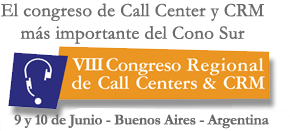 El congreso de Call Center y CRM
más importante del Cono Sur
VIII Congreso Regional
de Call Centers & CRM
9 y 10 de Junio - Buenos Aires - Argentina